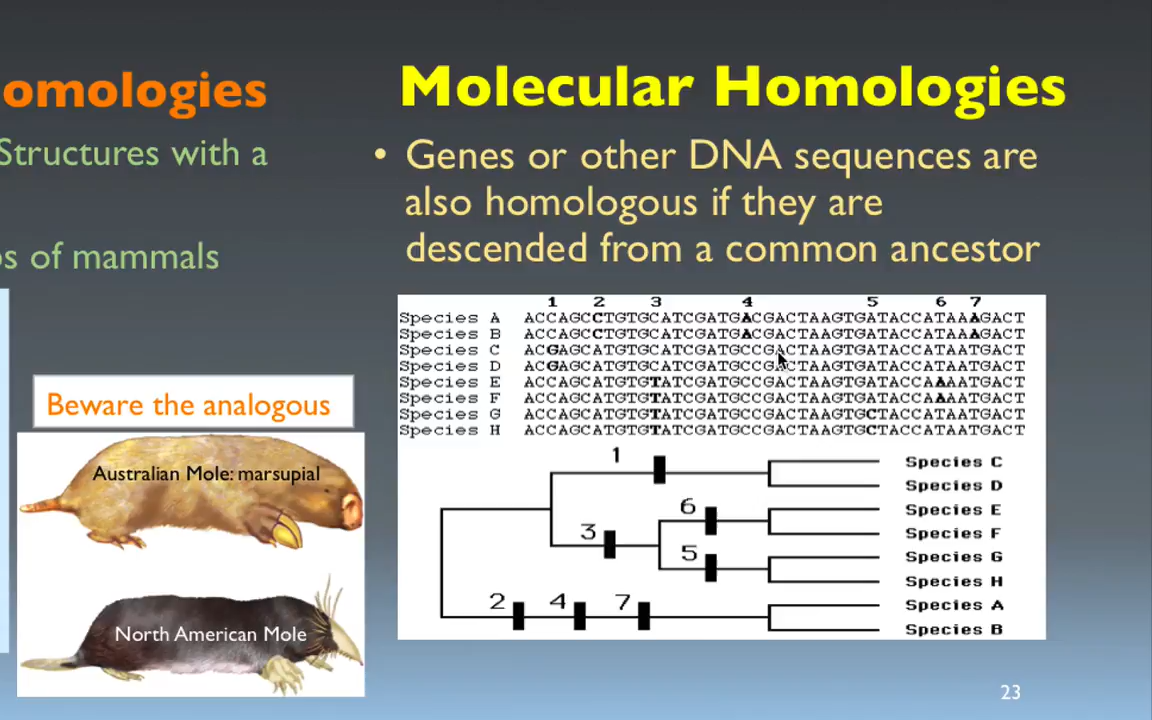 omologies
Molecular Homologies
Structures with a
• Genes or other DNA sequences are
also homologous if they are
descended from a common ancestor
s of mammals
1 2 3 4 5 6 7
Species A ACCAGCCTGTGCATCGATGACGACTAAGTGATACCATAAAGACT
Species B ACCAGCCTGTGCATCGATGACGACTAAGTGATACCATAAAGACT
Species C ACGAGCATGTGCATCGATGCCGACTAAGTGATACCATAATGACT
Species D ACGAGCATGTGCATCGATGCCGACTAAGTGATACCATAATGACT
Species E ACCAGCATGTGTATCGATGCCGACTAAGTGATACCAAAATGACT
Species F ACCAGCATGTGTATCGATGCCGACTAAGTGATACCAAAATGACT
Species G ACCAGCATGTGTATCGATGCCGACTAAGTGCTACCATAATGACT
Species H ACCAGCATGTGTATCGATGCCGACTAAGTGCTACCATAATGACT
Beware the analogous
Australian Mole: marsupial
North American Mole
1 Species C
Species D
6 Species E
3 Species F
5 Species G
Species H
2 4 7 Species A
Species B
23